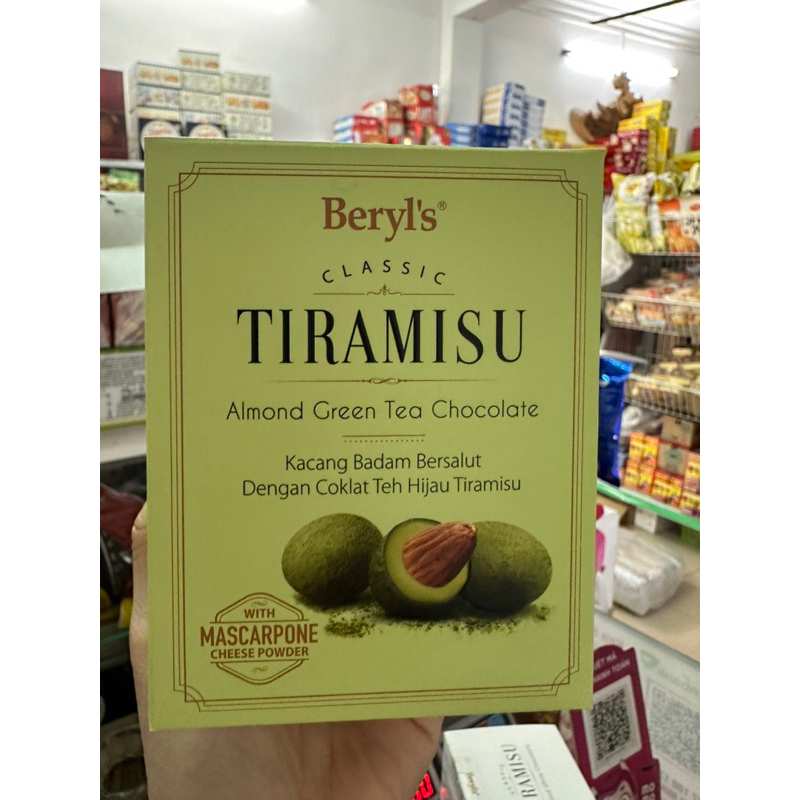 Beryl's®
CLASSIC
TIRAMISU
Almond Green Tea Chocolate
Kacang Badam Bersalut
Dengan Coklat Teh Hijau Tiramisu
WITH
MASCARPONE
CHEESE POWDER
Beryl's